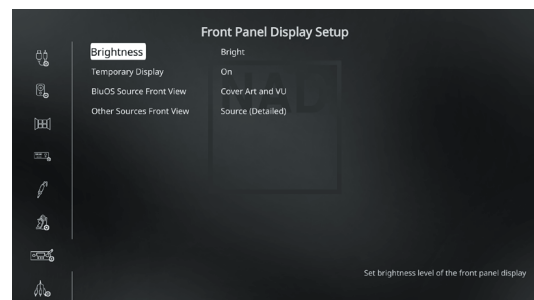 Front Panel Display Setup
Brightness Bright
Temporary Display On
BluOS Source Front View Cover Art and VU
Other Sources Front View Source (Detailed)
NAD
Set brightness level of the front panel display